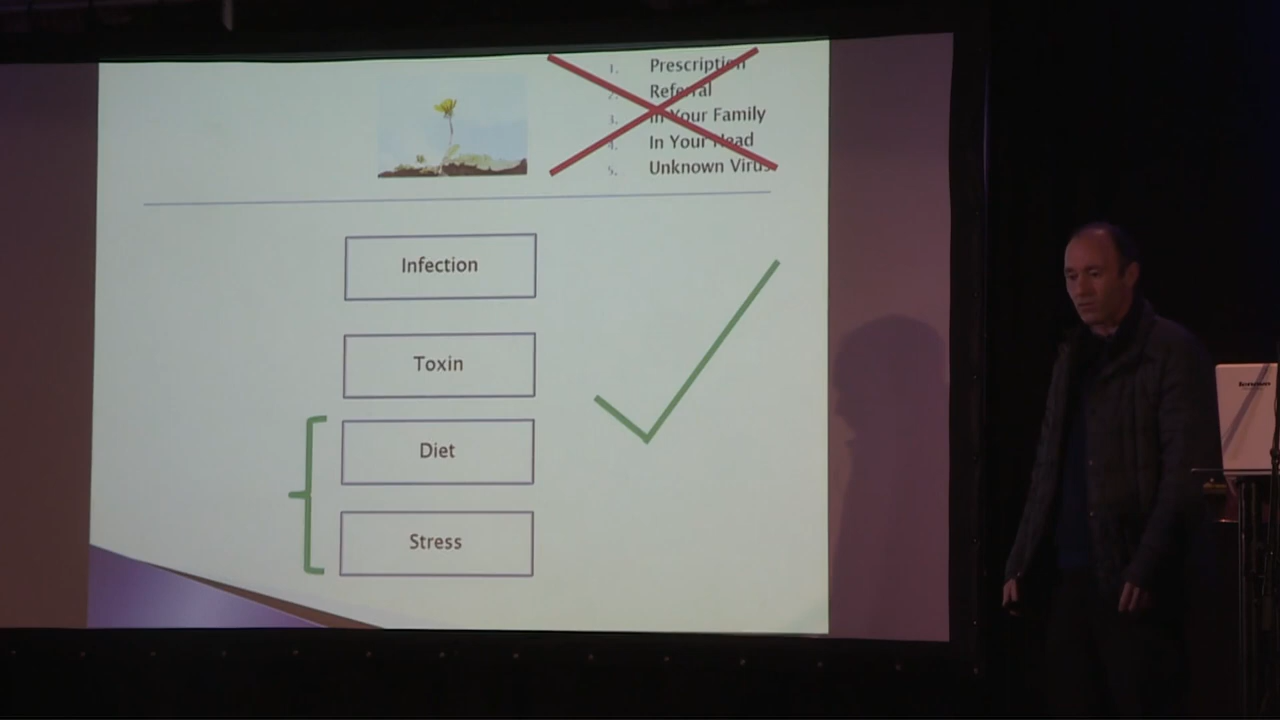 1. Prescription
2. Referral
3. In Your Family
4. In Your Head
5. Unknown Virus
Infection
Toxin
Diet
Stress
lenovo